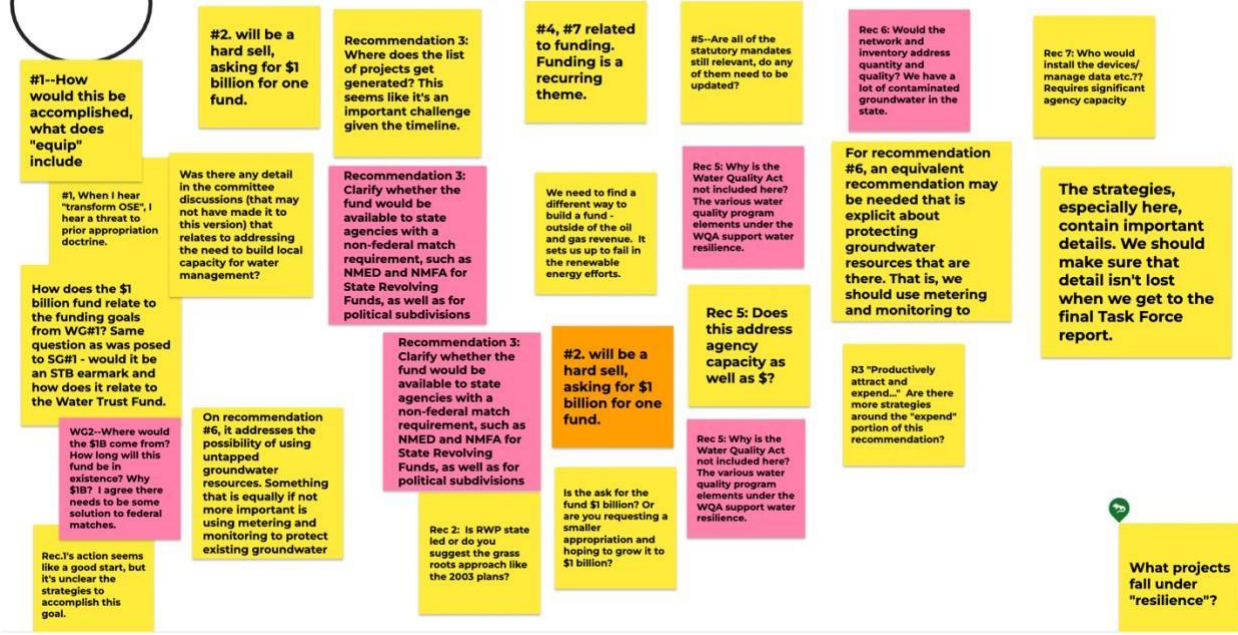 #1--How
would this be
accomplished,
what does
"equip"
include
#2. will be a
hard sell,
asking for $1
billion for one
fund.
Recommendation 3:
Where does the list
of projects get
generated? This
seems like it's an
important challenge
given the timeline.
#4, #7 related
to funding.
Funding is a
recurring
theme.
#5--Are all of the
statutory mandates
still relevant, do any
of them need to be
updated?
Rec 6: Would the
network and
inventory address
quantity and
quality? We have a
lot of contaminated
groundwater in the
state.
Rec 7: Who would
install the devices/
manage data etc.??
Requires significant
agency capacity
#1, When I hear
"transform OSE", I
hear a threat to
prior appropriation
doctrine.
Was there any detail
in the committee
discussions (that may
not have made it to
this version) that
relates to addressing
the need to build local
capacity for water
management?
Recommendation 3:
Clarify whether the
fund would be
available to state
agencies with a
non-federal match
requirement, such as
NMED and NMFA for
State Revolving
Funds, as well as for
political subdivisions
We need to find a
different way to
build a fund -
outside of the oil
and gas revenue. It
sets us up to fail in
the renewable
energy efforts.
Rec 5: Why is the
Water Quality Act
not included here?
The various water
quality program
elements under the
WQA support water
resilience.
For recommendation
#6, an equivalent
recommendation may
be needed that is
explicit about
protecting
groundwater
resources that are
there. That is, we
should use metering
and monitoring to
The strategies,
especially here,
contain important
details. We should
make sure that
detail isn't lost
when we get to the
final Task Force
report.
How does the $1
billion fund relate to
the funding goals
from WG#1? Same
question as was posed
to SG#1 - would it be
an STB earmark and
how does it relate to
the Water Trust Fund.
Recommendation 3:
Clarify whether the
fund would be
available to state
agencies with a
non-federal match
requirement, such as
NMED and NMFA for
State Revolving
Funds, as well as for
political subdivisions
#2. will be a
hard sell,
asking for $1
billion for one
fund.
Rec 5: Does
this address
agency
capacity as
well as $?
R3 "Productively
attract and
expend..." Are there
more strategies
around the "expend"
portion of this
recommendation?
WG2--Where would
the $1B come from?
How long will this
fund be in
existence? Why
$1B? I agree there
needs to be some
solution to federal
matches.
On recommendation
#6, it addresses the
possibility of using
untapped
groundwater
resources. Something
that is equally if not
more important is
using metering and
monitoring to protect
existing groundwater
Rec 2: Is RWP state
led or do you
suggest the grass
roots approach like
the 2003 plans?
Is the ask for the
fund $1 billion? Or
are you requesting a
smaller
appropriation and
hoping to grow it to
$1 billion?
Rec 5: Why is the
Water Quality Act
not included here?
The various water
quality program
elements under the
WQA support water
resilience.
Rec.1's action seems
like a good start, but
it's unclear the
strategies to
accomplish this
goal.
What projects
fall under
"resilience"?